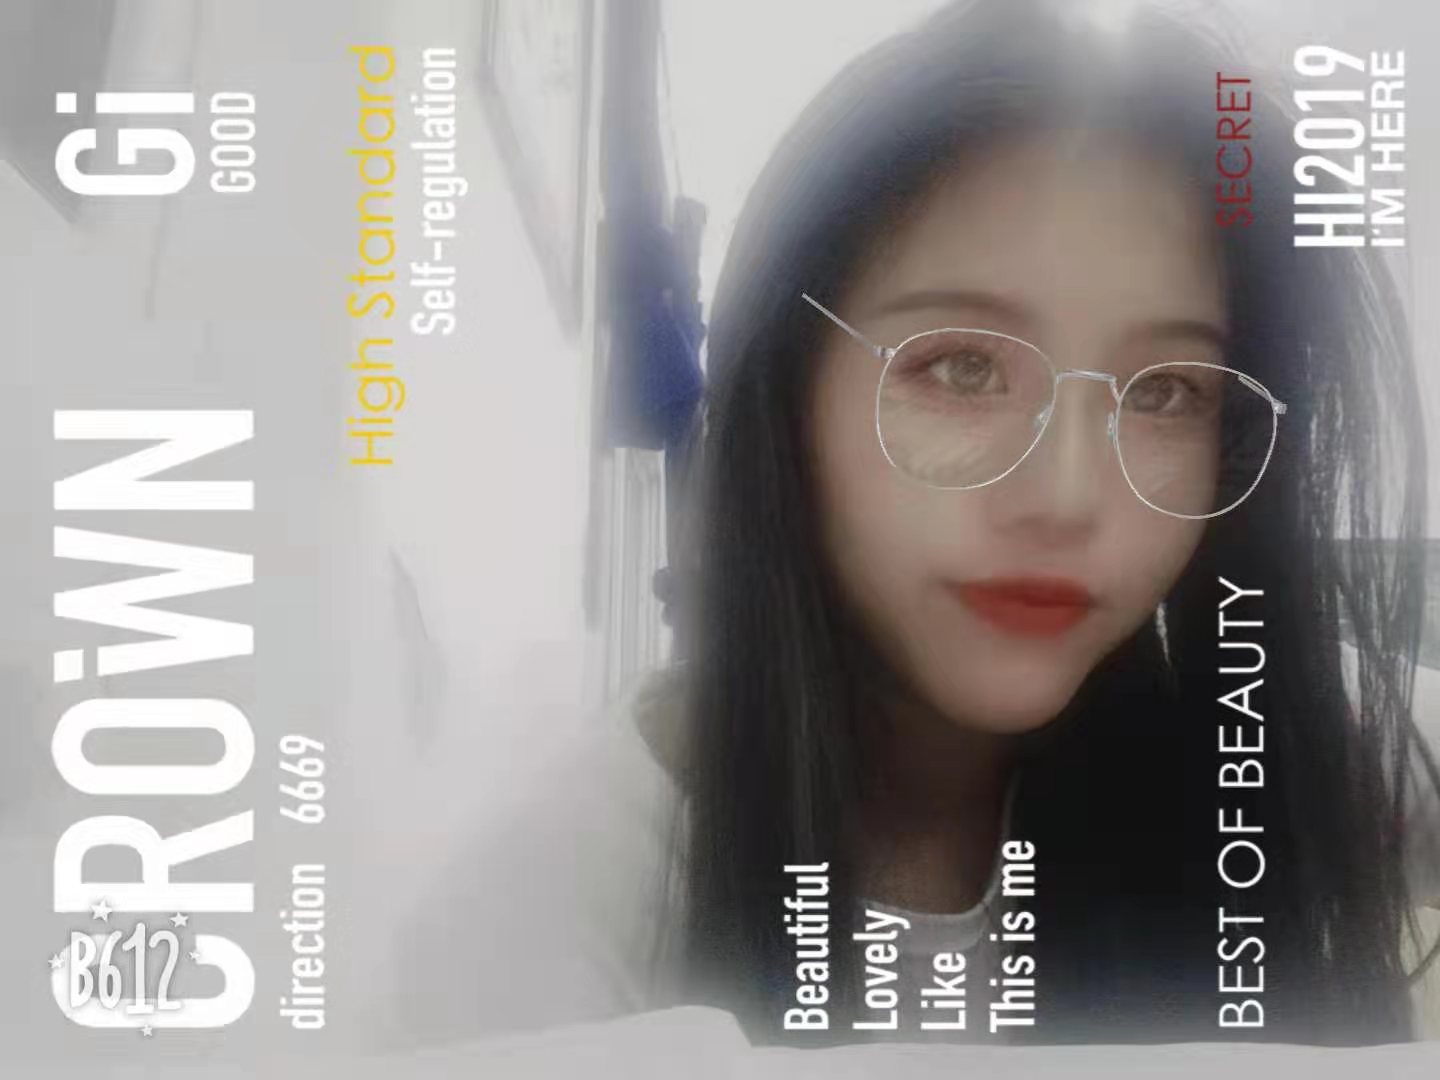 CROẆN Gi
GOOD
direction 6669
High Standard
Self-regulation
Beautiful
Lovely
Like
This is me
SECRET
BEST OF BEAUTY
HI2019
I'M HERE
B612